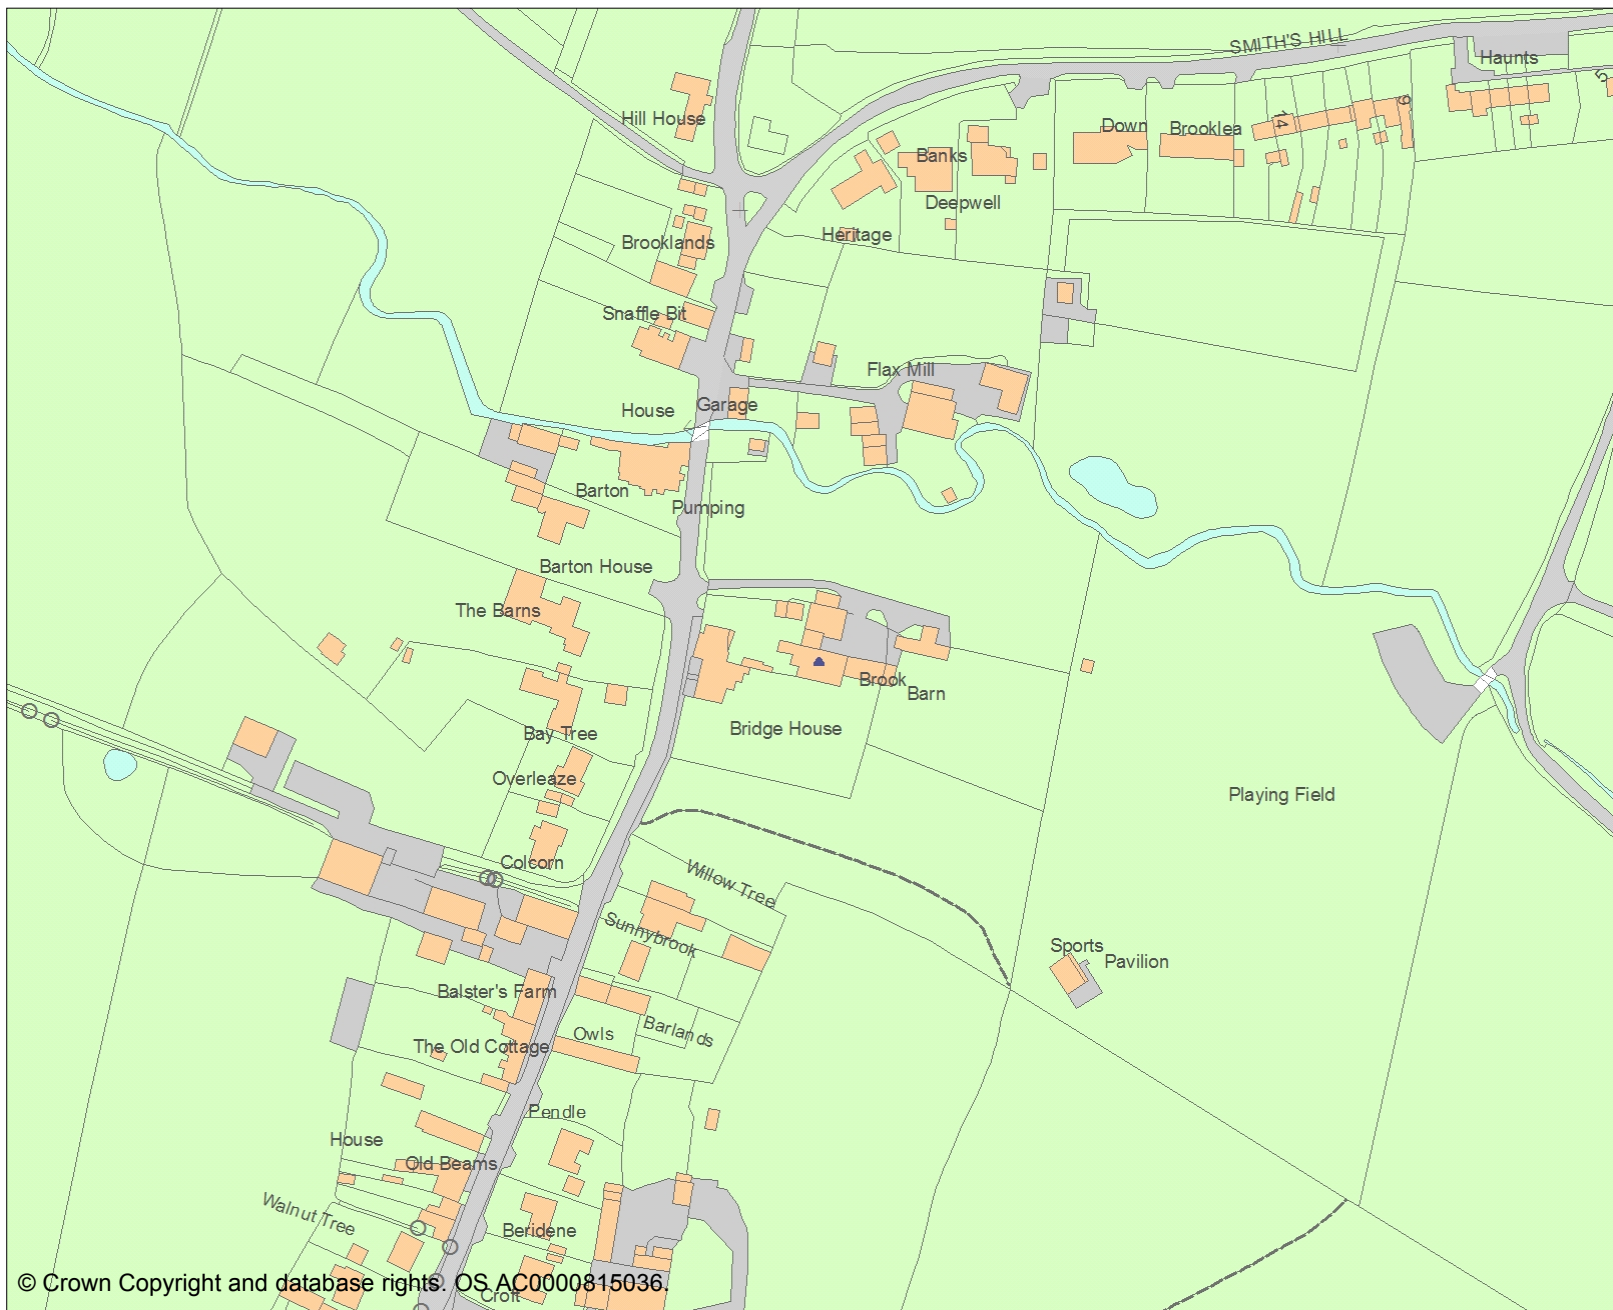 SMITH'S HILL
Haunts
5
Hill House
14
9
Down
Brooklea
Banks
Deepwell
Heritage
Brooklands
Snaffle Bit
Flax Mill
House
Garage
Barton
Pumping
Barton House
The Barns
Brook
Barn
Bridge House
Bay Tree
Overleaze
Playing Field
Colcorn
Willow Tree
Sunnybrook
Sports
Pavilion
Balster's Farm
Owls
Barlands
The Old Cottage
Pendle
House
Old Beams
Walnut Tree
Beridene
© Crown Copyright and database rights. OS AC0000815036.
Croft